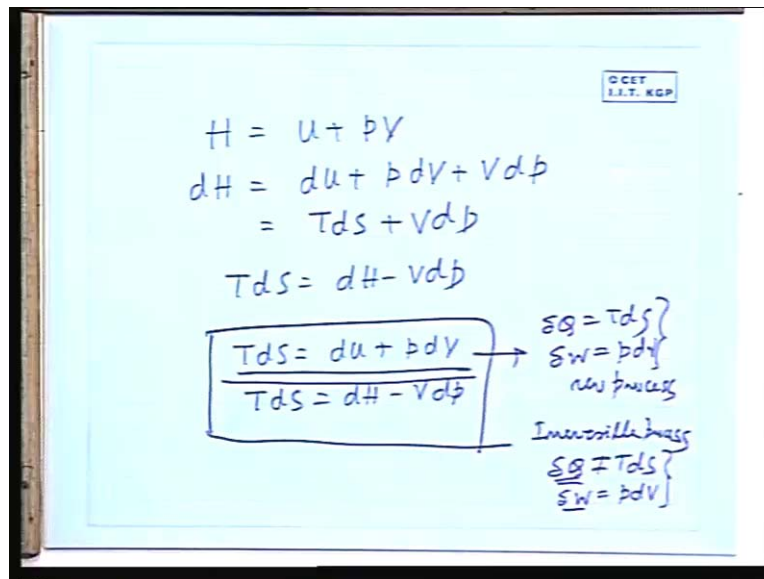 © CET
I.I.T. KGP
H = U + pV
dH = dU + pdV + Vdp
= TdS + Vdp
TdS = dH - Vdp
TdS = dU + pdV →
TdS = dH - Vdp
δQ = TdS }
δW = pdV }
rev process
Irreversible process
δQ ≠ TdS }
δW = pdV }